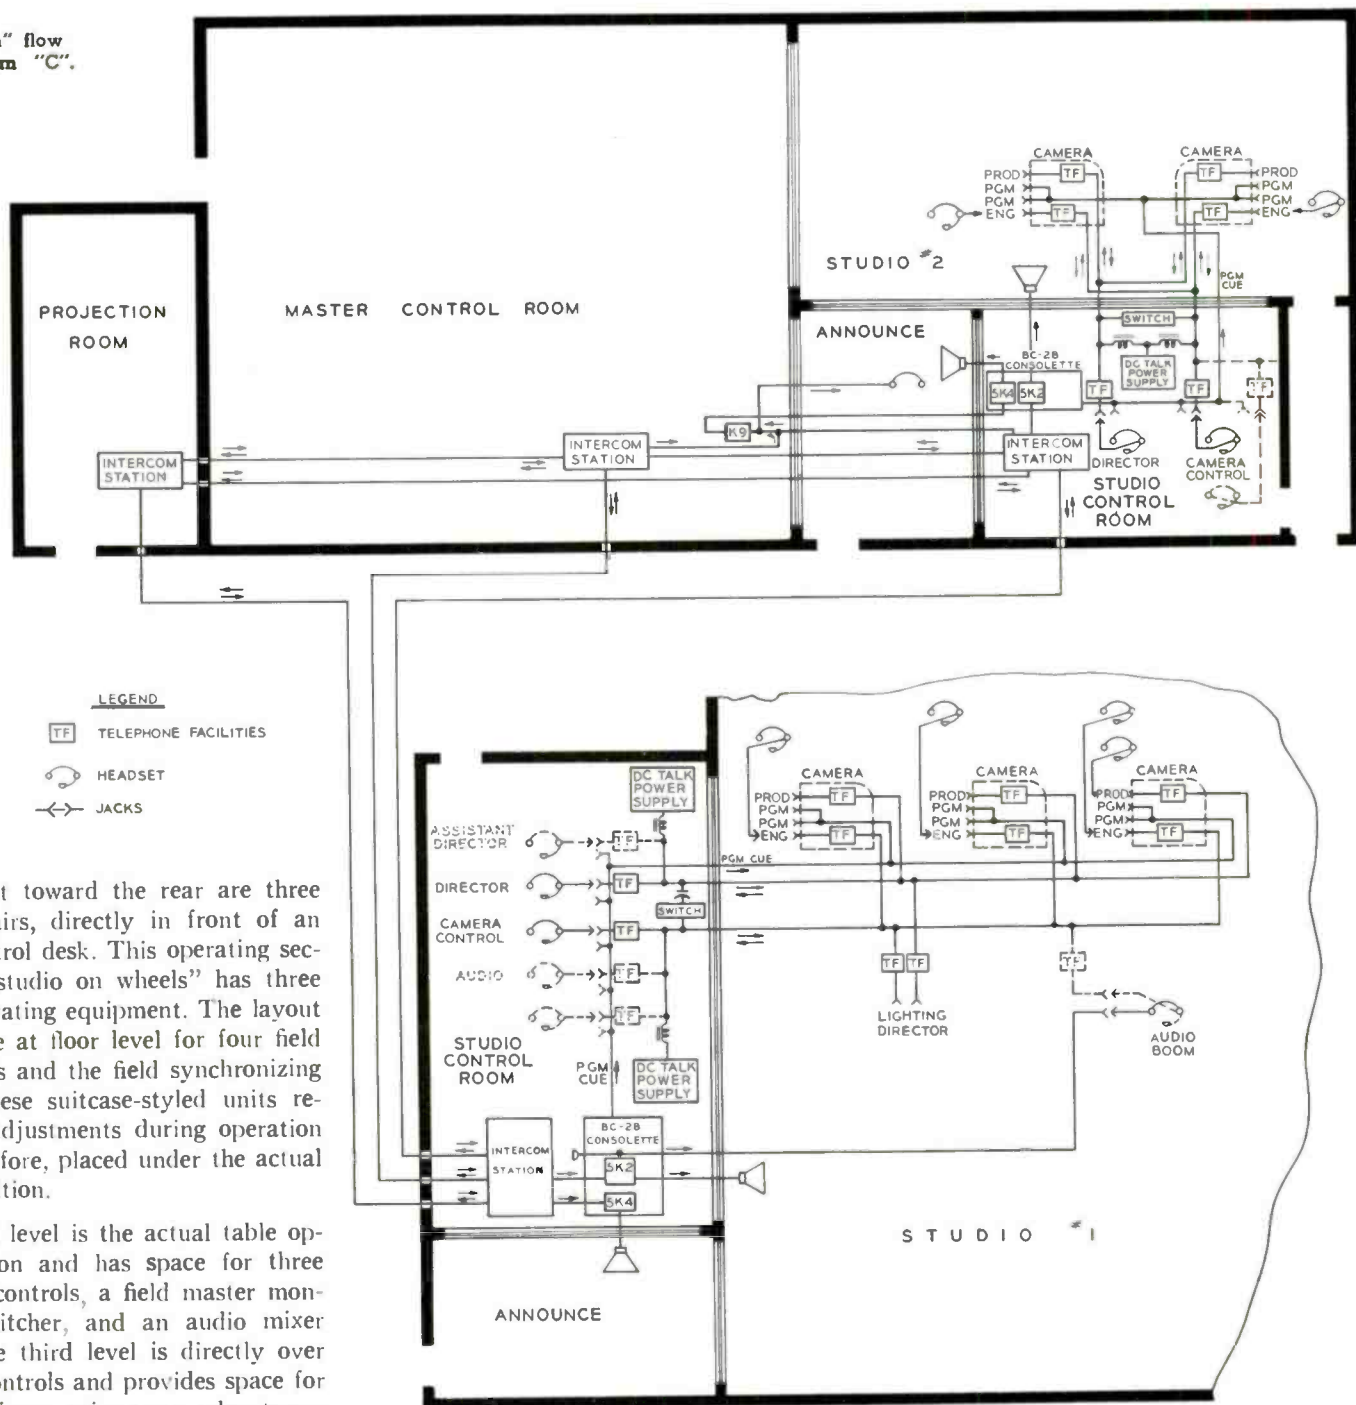 flow
"C".
PROJECTION
ROOM
MASTER CONTROL ROOM
STUDIO #2
ANNOUNCE
CAMERA
CAMERA
PROD
TF
TF
PROD
PGM
PGM
PGM
PGM
ENG
TF
TF
ENG
PGM
CUE
SWITCH
BC-2B
CONSOLETTE
5K4
5K2
TF
DC TALK
POWER
SUPPLY
TF
TF
K9
INTERCOM
STATION
INTERCOM
STATION
INTERCOM
STATION
DIRECTOR
CAMERA
CONTROL
STUDIO
CONTROL
ROOM
LEGEND
TF TELEPHONE FACILITIES
HEADSET
JACKS
DC TALK
POWER
SUPPLY
ASSISTANT
DIRECTOR
TF
DIRECTOR
TF
SWITCH
CAMERA
CONTROL
TF
AUDIO
TF
TF
STUDIO
CONTROL
ROOM
PGM
CUE
DC TALK
POWER
SUPPLY
PGM CUE
CAMERA
CAMERA
CAMERA
PROD
TF
PROD
TF
PROD
TF
PGM
PGM
PGM
PGM
PGM
PGM
ENG
TF
ENG
TF
ENG
TF
TF
TF
TF
LIGHTING
DIRECTOR
AUDIO
BOOM
INTERCOM
STATION
BC-2B
CONSOLETTE
5K2
5K4
STUDIO #1
ANNOUNCE
t toward the rear are three
irs, directly in front of an
rol desk. This operating sec-
studio on wheels" has three
ating equipment. The layout
e at floor level for four field
s and the field synchronizing
ese suitcase-styled units re-
djustments during operation
fore, placed under the actual
tion.
level is the actual table op-
on and has space for three
controls, a field master mon-
itcher, and an audio mixer
e third level is directly over
ontrols and provides space for